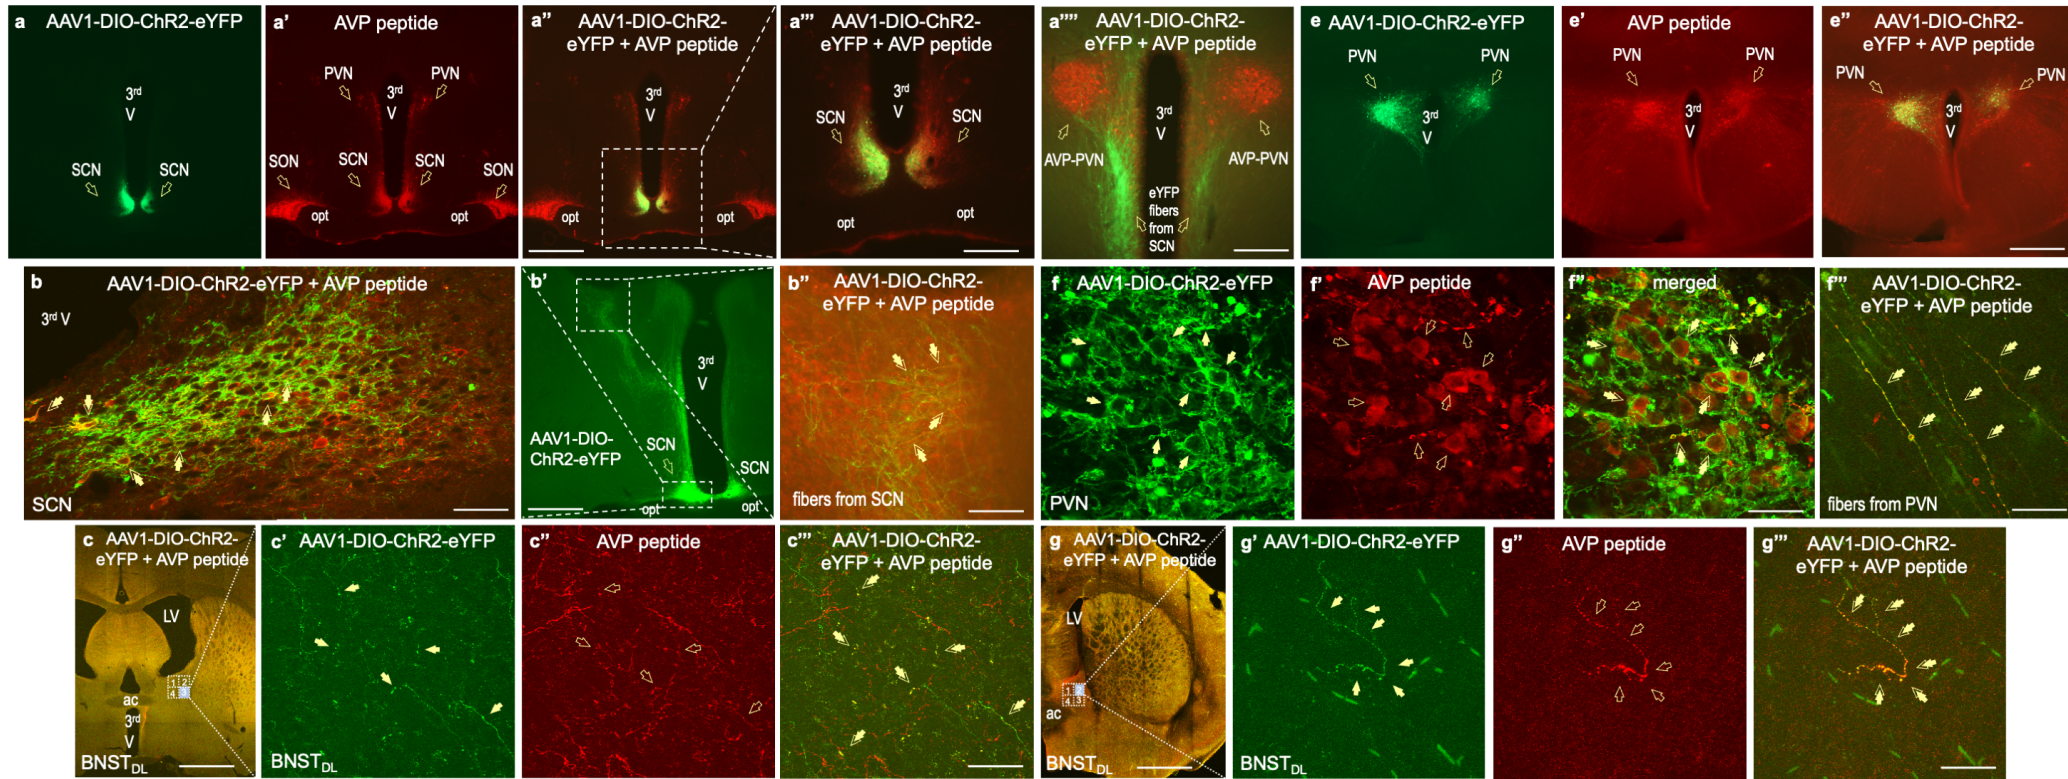 a AAV1-DIO-ChR2-eYFP
3rd
V
SCN
SCN
a' AVP peptide
PVN
PVN
3rd
V
SON
SCN
SCN
SON
opt
opt
a'' AAV1-DIO-ChR2-
eYFP + AVP peptide
3rd
V
opt
opt
a''' AAV1-DIO-ChR2-
eYFP + AVP peptide
3rd
V
SCN
SCN
opt
opt
a'''' AAV1-DIO-ChR2-
eYFP + AVP peptide
3rd
V
AVP-PVN
AVP-PVN
eYFP
fibers
from
SCN
e AAV1-DIO-ChR2-eYFP
PVN
PVN
3rd
V
e' AVP peptide
PVN
PVN
3rd
V
e'' AAV1-DIO-ChR2-
eYFP + AVP peptide
PVN
PVN
3rd
V
b AAV1-DIO-ChR2-eYFP + AVP peptide
3rd V
SCN
b'
3rd
V
AAV1-DIO-
ChR2-eYFP
SCN
SCN
opt
opt
b'' AAV1-DIO-ChR2-
eYFP + AVP peptide
fibers from SCN
f AAV1-DIO-ChR2-eYFP
PVN
f' AVP peptide
f'' merged
f''' AAV1-DIO-ChR2-
eYFP + AVP peptide
fibers from PVN
c AAV1-DIO-ChR2-
eYFP + AVP peptide
LV
1 2
4 3
ac
3rd
V
BNSTDL
c' AAV1-DIO-ChR2-eYFP
BNSTDL
c'' AVP peptide
c''' AAV1-DIO-ChR2-
eYFP + AVP peptide
g AAV1-DIO-ChR2-
eYFP + AVP peptide
LV
1 2
4 3
ac
BNSTDL
g' AAV1-DIO-ChR2-eYFP
BNSTDL
g'' AVP peptide
g''' AAV1-DIO-ChR2-
eYFP + AVP peptide